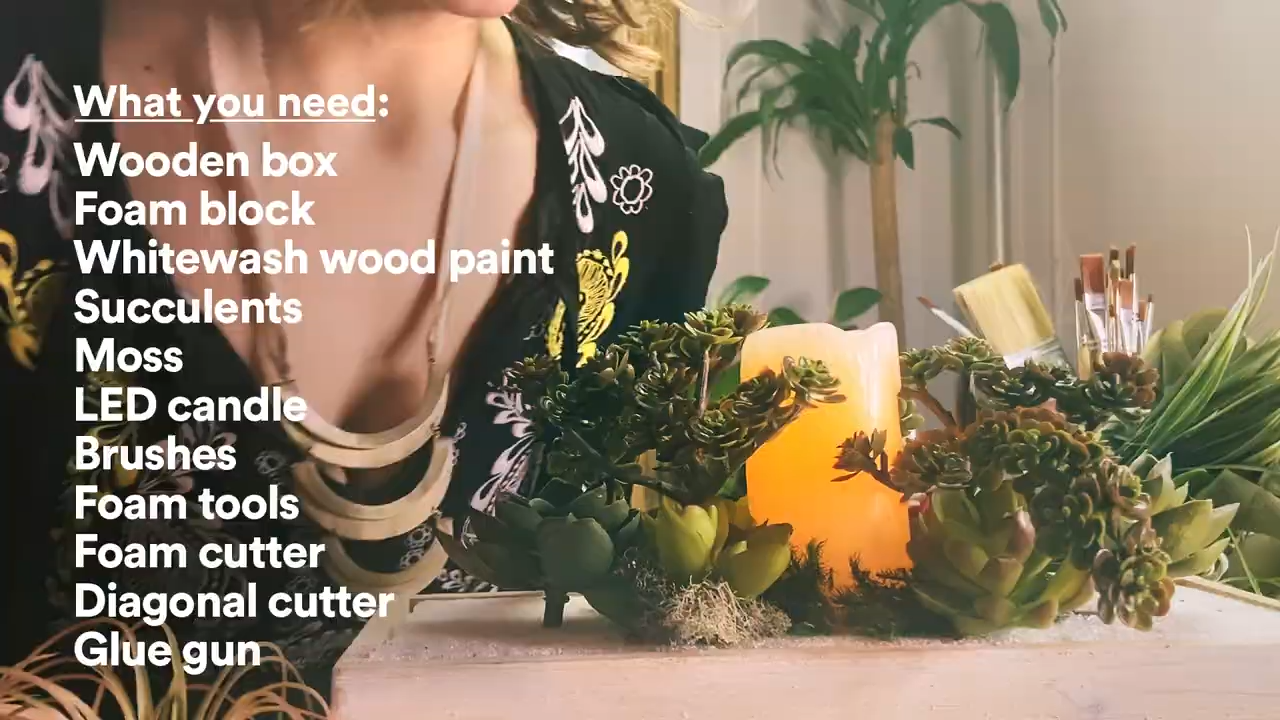 What you need:
Wooden box
Foam block
Whitewash wood paint
Succulents
Moss
LED candle
Brushes
Foam tools
Foam cutter
Diagonal cutter
Glue gun